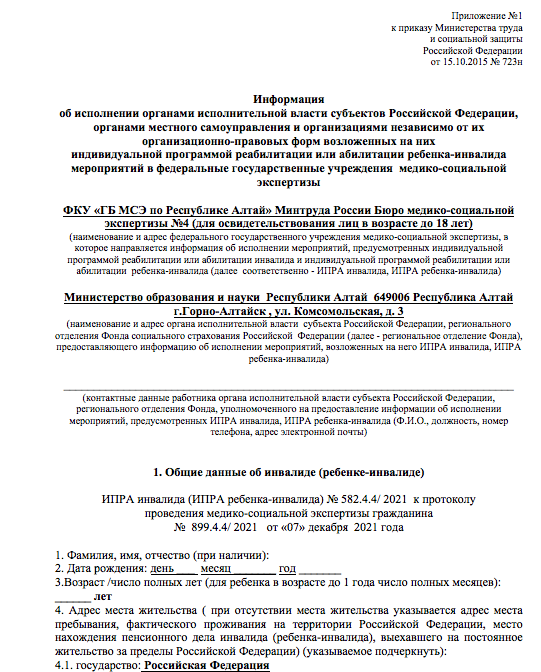 Приложение №1
к приказу Министерства труда
и социальной защиты
Российской Федерации
от 15.10.2015 № 723н
Информация
об исполнении органами исполнительной власти субъектов Российской Федерации,
органами местного самоуправления и организациями независимо от их
организационно-правовых форм возложенных на них
индивидуальной программой реабилитации или абилитации ребенка-инвалида
мероприятий в федеральные государственные учреждения медико-социальной
экспертизы
ФКУ «ГБ МСЭ по Республике Алтай» Минтруда России Бюро медико-социальной
экспертизы №4 (для освидетельствования лиц в возрасте до 18 лет)
(наименование и адрес федерального государственного учреждения медико-социальной экспертизы, в
которое направляется информация об исполнении мероприятий, предусмотренных индивидуальной
программой реабилитации или абилитации инвалида и индивидуальной программой реабилитации или
абилитации ребенка-инвалида (далее соответственно - ИПРА инвалида, ИПРА ребенка-инвалида)
Министерство образования и науки Республики Алтай 649006 Республика Алтай
г.Горно-Алтайск , ул. Комсомольская, д. 3
(наименование и адрес органа исполнительной власти субъекта Российской Федерации, регионального
отделения Фонда социального страхования Российской Федерации (далее - региональное отделение Фонда),
предоставляющего информацию об исполнении мероприятий, возложенных на него ИПРА инвалида, ИПРА
ребенка-инвалида)
(контактные данные работника органа исполнительной власти субъекта Российской Федерации,
регионального отделения Фонда, уполномоченного на предоставление информации об исполнении
мероприятий, предусмотренных ИПРА инвалида, ИПРА ребенка-инвалида (Ф.И.О., должность, номер
телефона, адрес электронной почты)
1. Общие данные об инвалиде (ребенке-инвалиде)
ИПРА инвалида (ИПРА ребенка-инвалида) № 582.4.4/ 2021 к протоколу
проведения медико-социальной экспертизы гражданина
№ 899.4.4/ 2021 от «07» декабря 2021 года
1. Фамилия, имя, отчество (при наличии):
2. Дата рождения: день ____ месяц ________ год ________
3.Возраст /число полных лет (для ребенка в возрасте до 1 года число полных месяцев):
_______ лет
4. Адрес места жительства ( при отсутствии места жительства указывается адрес места
пребывания, фактического проживания на территории Российской Федерации, место
нахождения пенсионного дела инвалида (ребенка-инвалида), выехавшего на постоянное
жительство за пределы Российской Федерации) (указываемое подчеркнуть):
4.1. государство: Российская Федерация